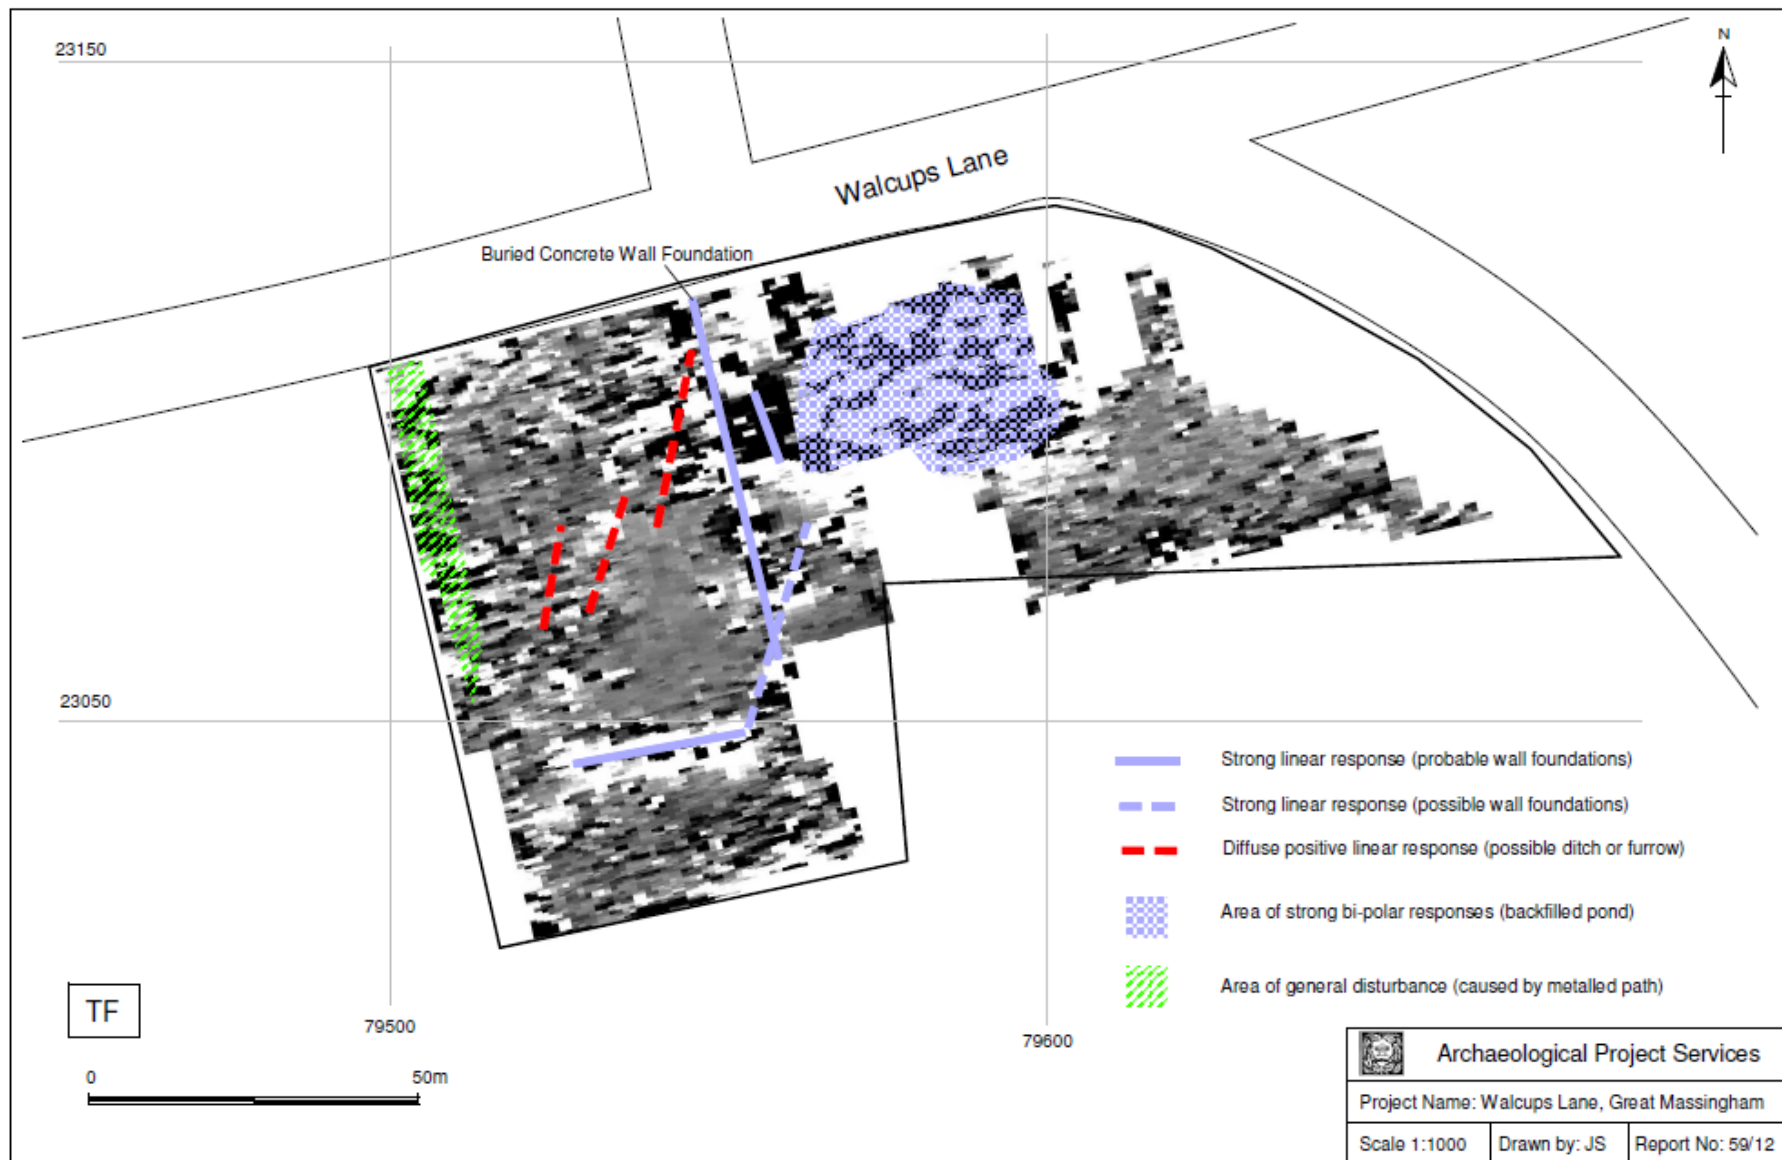 23150
N
Walcups Lane
Buried Concrete Wall Foundation
23050
Strong linear response (probable wall foundations)
Strong linear response (possible wall foundations)
Diffuse positive linear response (possible ditch or furrow)
Area of strong bi-polar responses (backfilled pond)
Area of general disturbance (caused by metalled path)
TF
79500
79600
0 50m
Archaeological Project Services
Project Name: Walcups Lane, Great Massingham
Scale 1:1000 Drawn by: JS Report No: 59/12